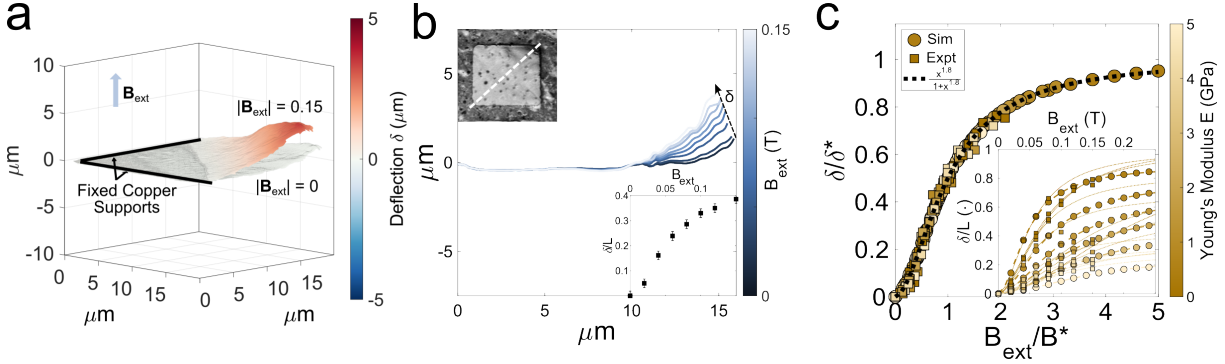 a
10
5
0
-5
-10
μm
B_ext
|B_ext| = 0.15
|B_ext| = 0
Fixed Copper
Supports
0
5
10
15
μm
0
5
10
15
μm
5
0
-5
Deflection δ (μm)
b
5
0
-5
μm
δ
0
5
10
15
μm
B_ext
0
0.05
0.1
0.4
0.3
0.2
0.1
0
δ/L
0.15
0
B_ext (T)
c
1
0.8
0.6
0.4
0.2
0
δ/δ*
Sim
Expt
x^1.8
1+x^1.8
B_ext (T)
0
0.1
0.2
0.8
0.6
0.4
0.2
0
δ/L (·)
0
1
2
3
4
5
B_ext/B*
5
4
3
2
1
0
Young's Modulus E (GPa)